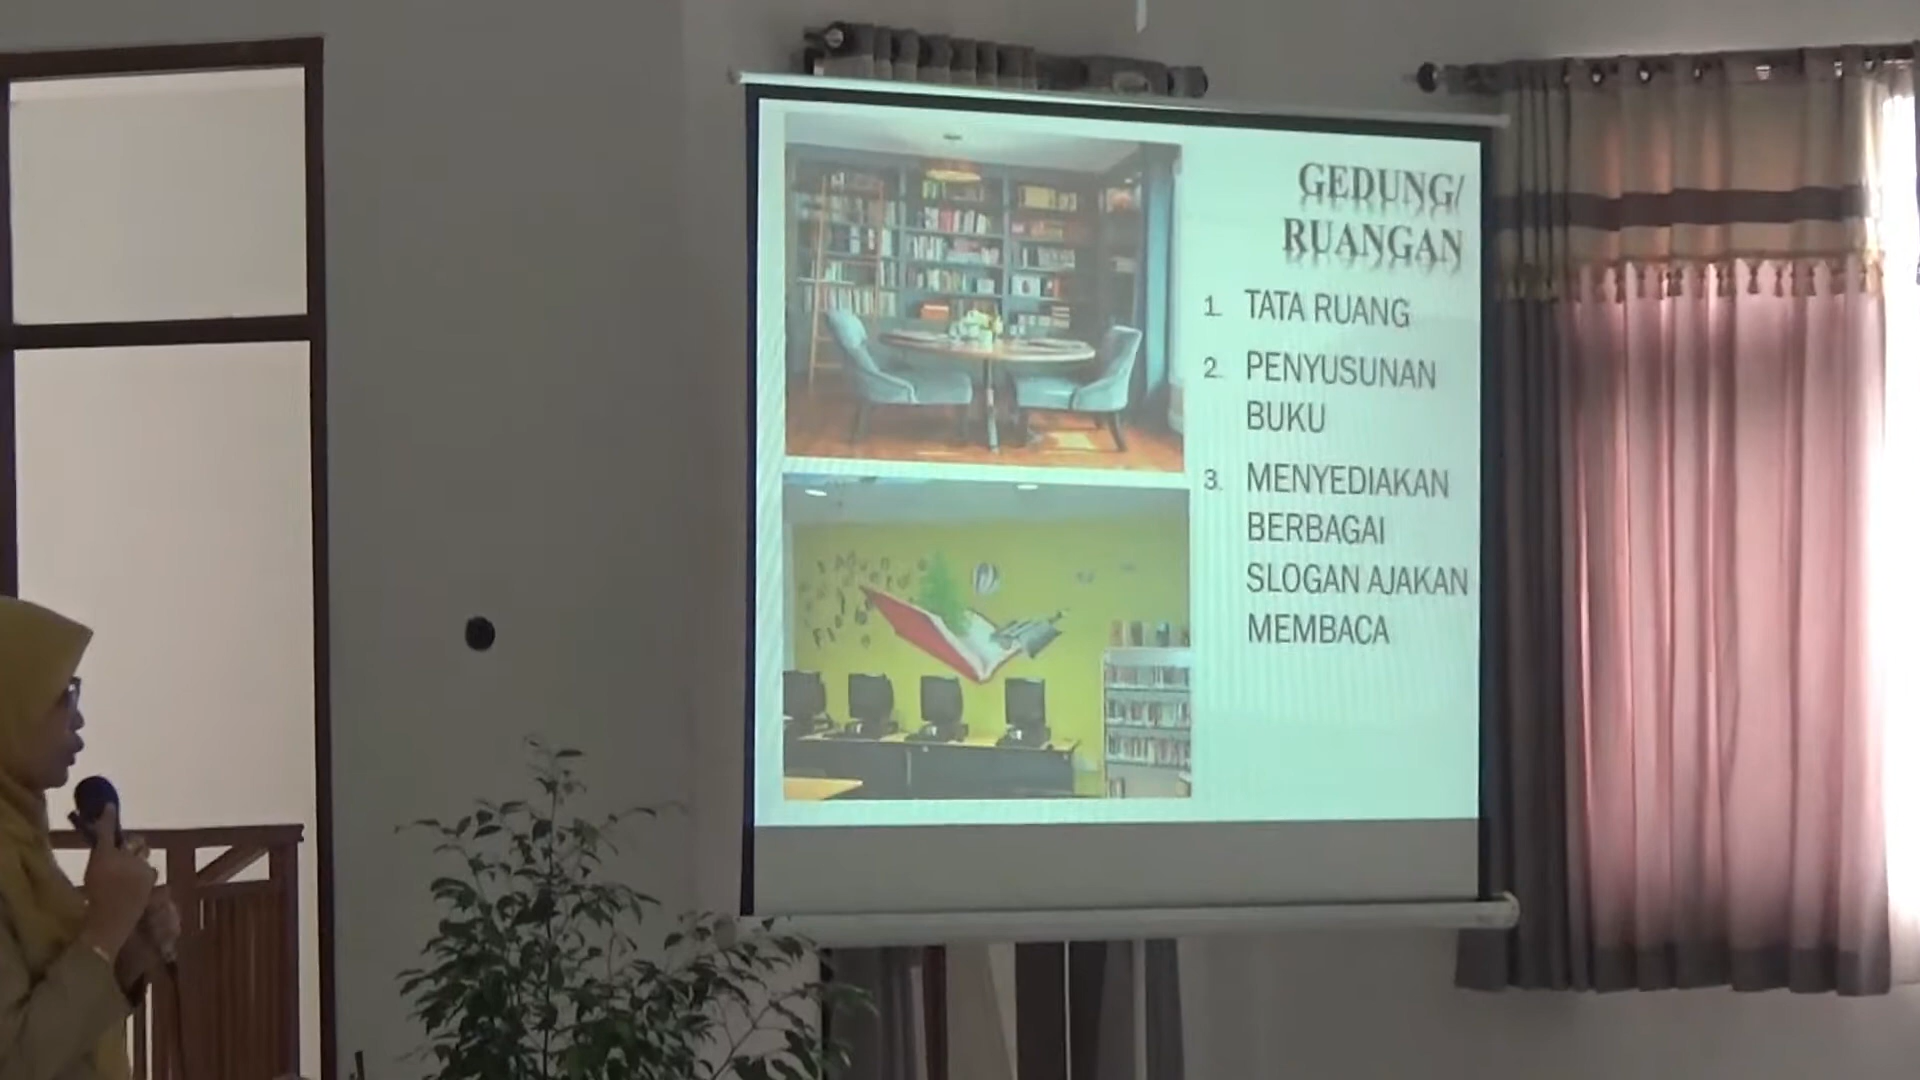 GEDUNG/
RUANGAN
1. TATA RUANG
2. PENYUSUNAN
BUKU
3. MENYEDIAKAN
BERBAGAI
SLOGAN AJAKAN
MEMBACA